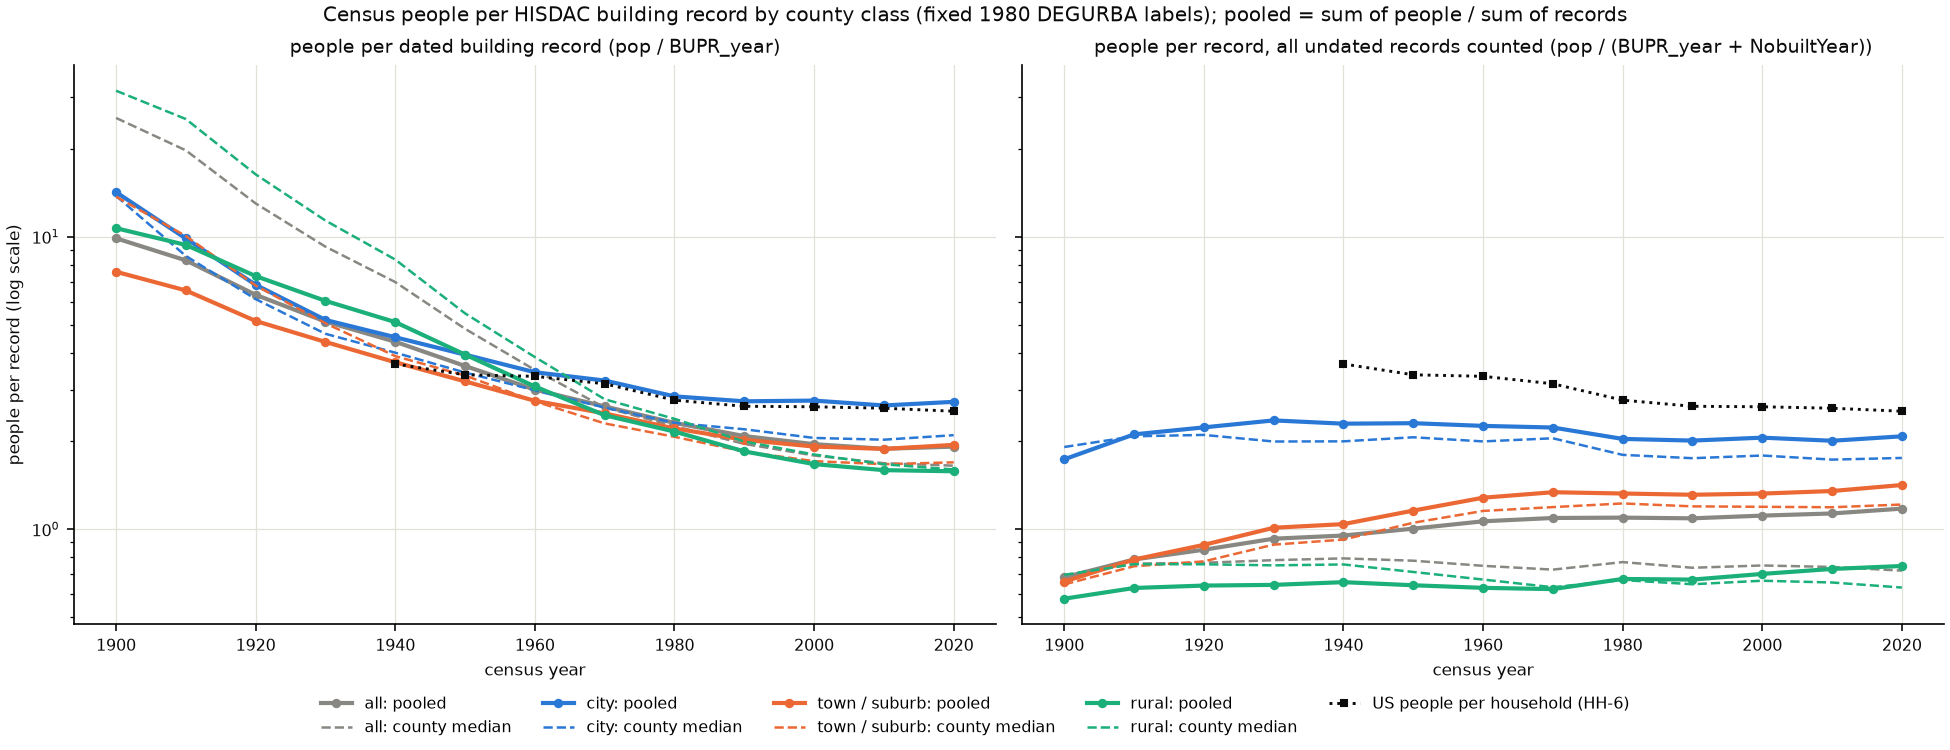 Census people per HISDAC building record by county class (fixed 1980 DEGURBA labels); pooled = sum of people / sum of records
people per dated building record (pop / BUPR_year)
people per record, all undated records counted (pop / (BUPR_year + NobuiltYear))
people per record (log scale)
10¹
10⁰
1900 1920 1940 1960 1980 2000 2020
census year
1900 1920 1940 1960 1980 2000 2020
census year
all: pooled
all: county median
city: pooled
city: county median
town / suburb: pooled
town / suburb: county median
rural: pooled
rural: county median
US people per household (HH-6)